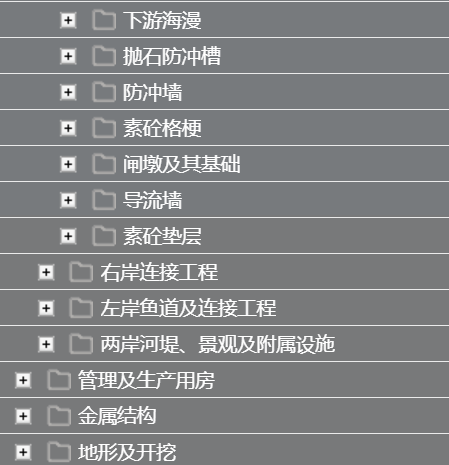 下游海漫
抛石防冲槽
防冲墙
素砼格梗
闸墩及其基础
导流墙
素砼垫层
右岸连接工程
左岸鱼道及连接工程
两岸河堤、景观及附属设施
管理及生产用房
金属结构
地形及开挖